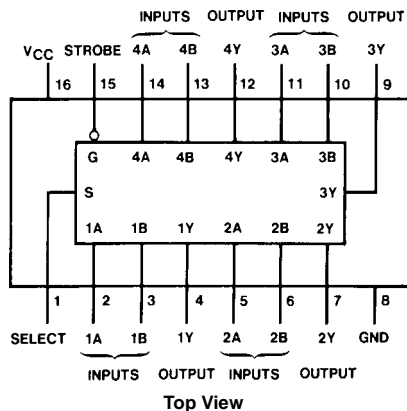 INPUTS OUTPUT INPUTS OUTPUT
VCC STROBE 4A 4B 4Y 3A 3B 3Y
16 15 14 13 12 11 10 9
G 4A 4B 4Y 3A 3B
S 3Y
1A 1B 1Y 2A 2B 2Y
1 2 3 4 5 6 7 8
SELECT 1A 1B 1Y 2A 2B 2Y GND
INPUTS OUTPUT INPUTS OUTPUT
Top View